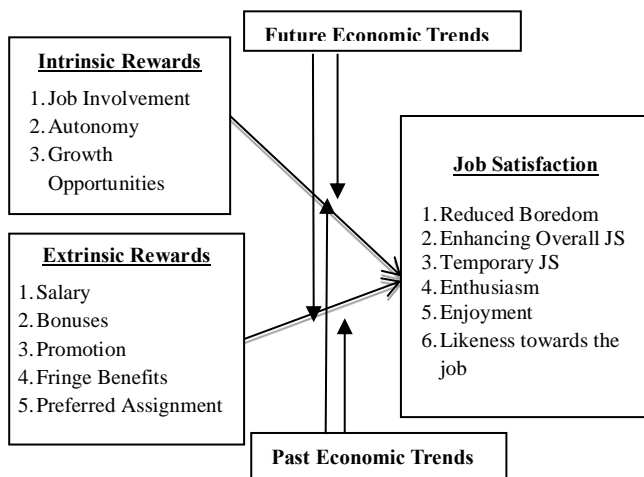 Future Economic Trends
Intrinsic Rewards
1. Job Involvement
2. Autonomy
3. Growth
Opportunities
Job Satisfaction
1. Reduced Boredom
2. Enhancing Overall JS
3. Temporary JS
4. Enthusiasm
5. Enjoyment
6. Likeness towards the
job
Extrinsic Rewards
1. Salary
2. Bonuses
3. Promotion
4. Fringe Benefits
5. Preferred Assignment
Past Economic Trends